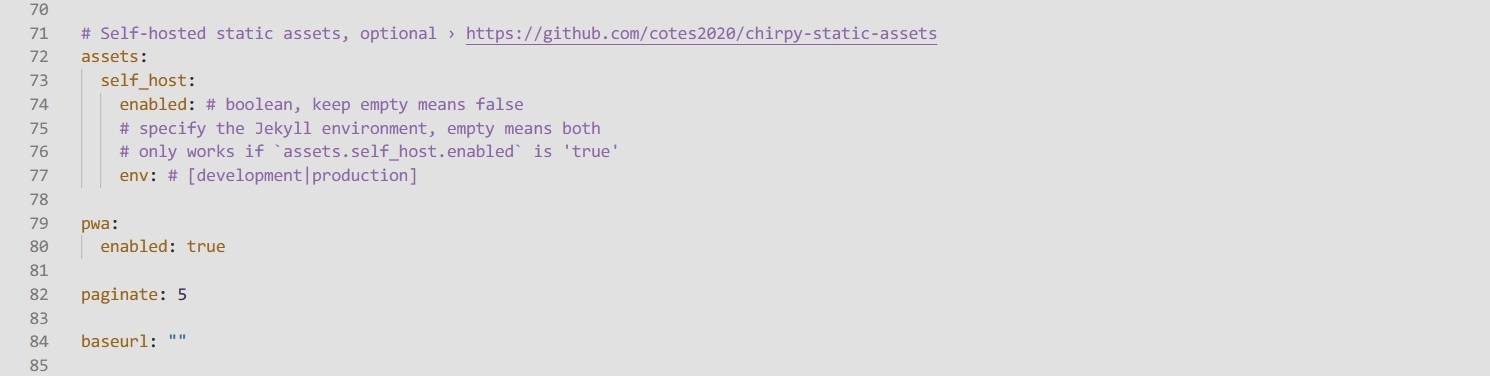 70
71 # Self-hosted static assets, optional › https://github.com/cotes2020/chirpy-static-assets
72 assets:
73   self_host:
74     enabled: # boolean, keep empty means false
75     # specify the Jekyll environment, empty means both
76     # only works if `assets.self_host.enabled` is 'true'
77     env: # [development|production]
78
79 pwa:
80   enabled: true
81
82 paginate: 5
83
84 baseurl: ""
85